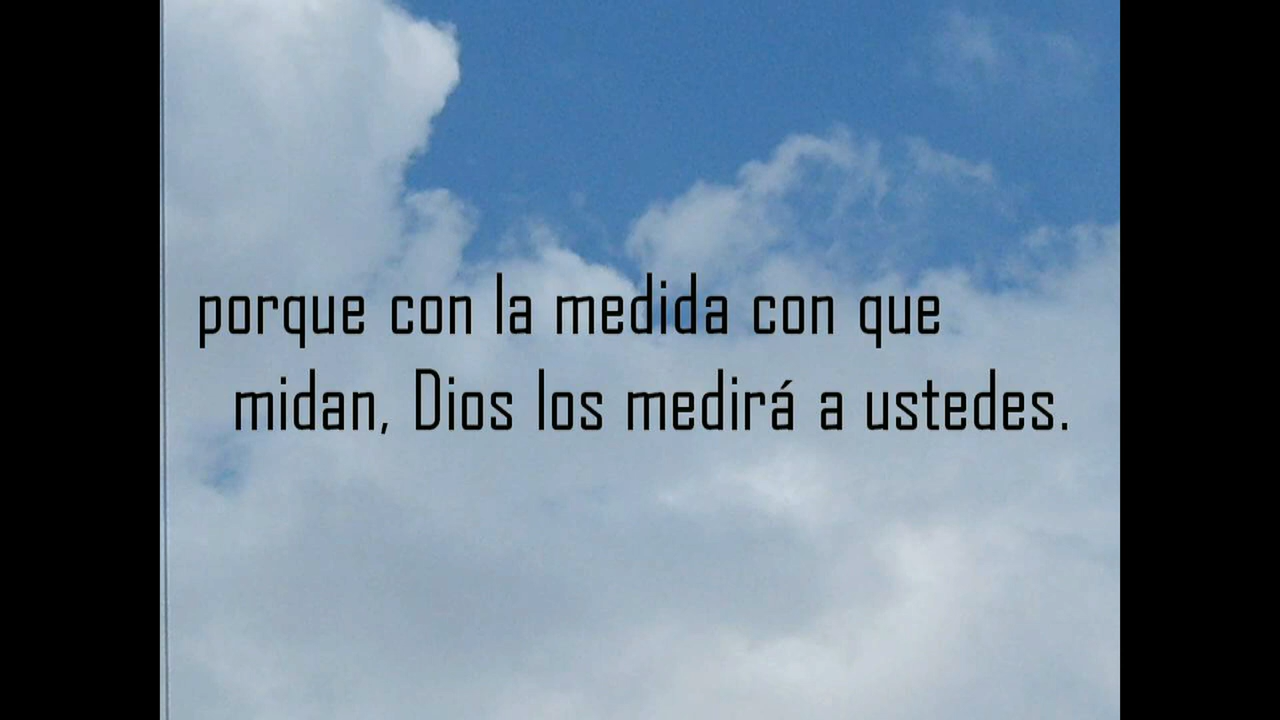 porque con la medida con que
midan, Dios los medirá a ustedes.